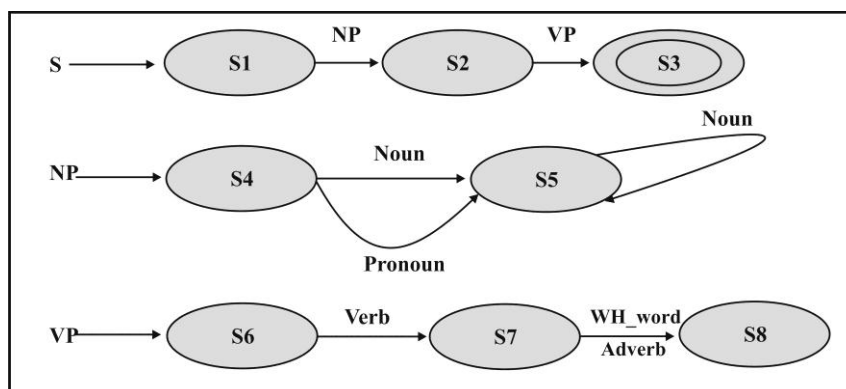 NP VP
S S1 S2 S3
Noun
Noun
NP S4 S5
Pronoun
Verb WH_word
VP S6 S7 S8
Adverb